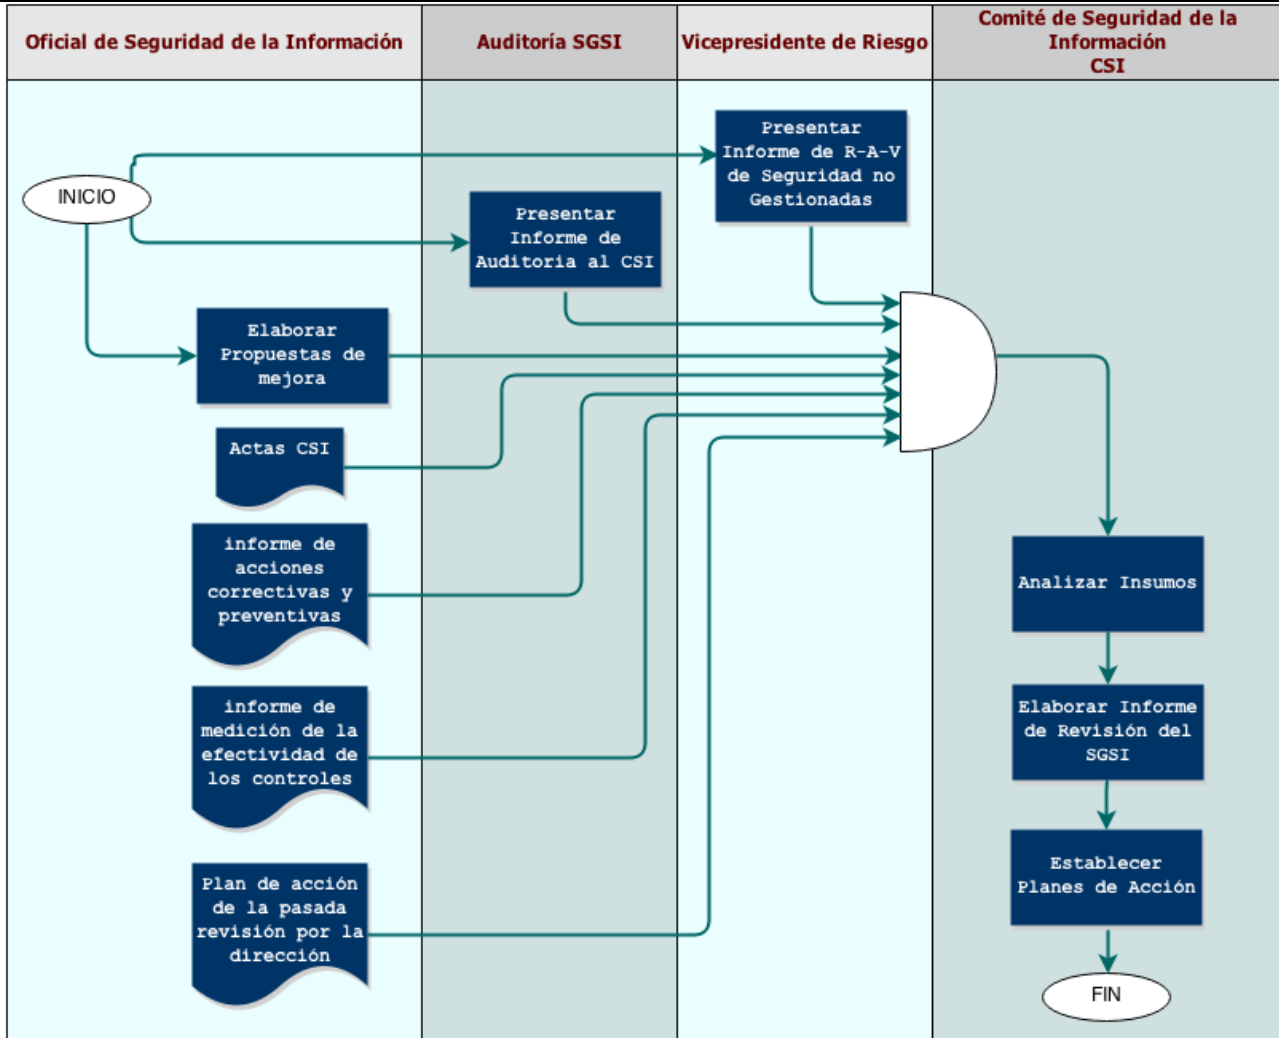 Oficial de Seguridad de la Información
Auditoría SGSI
Vicepresidente de Riesgo
Comité de Seguridad de la
Información
CSI
INICIO
Presentar
Informe de R-A-V
de Seguridad no
Gestionadas
Presentar
Informe de
Auditoria al CSI
Elaborar
Propuestas de
mejora
Actas CSI
informe de
acciones
correctivas y
preventivas
informe de
medición de la
efectividad de
los controles
Plan de acción
de la pasada
revisión por la
dirección
Analizar Insumos
Elaborar Informe
de Revisión del
SGSI
Establecer
Planes de Acción
FIN